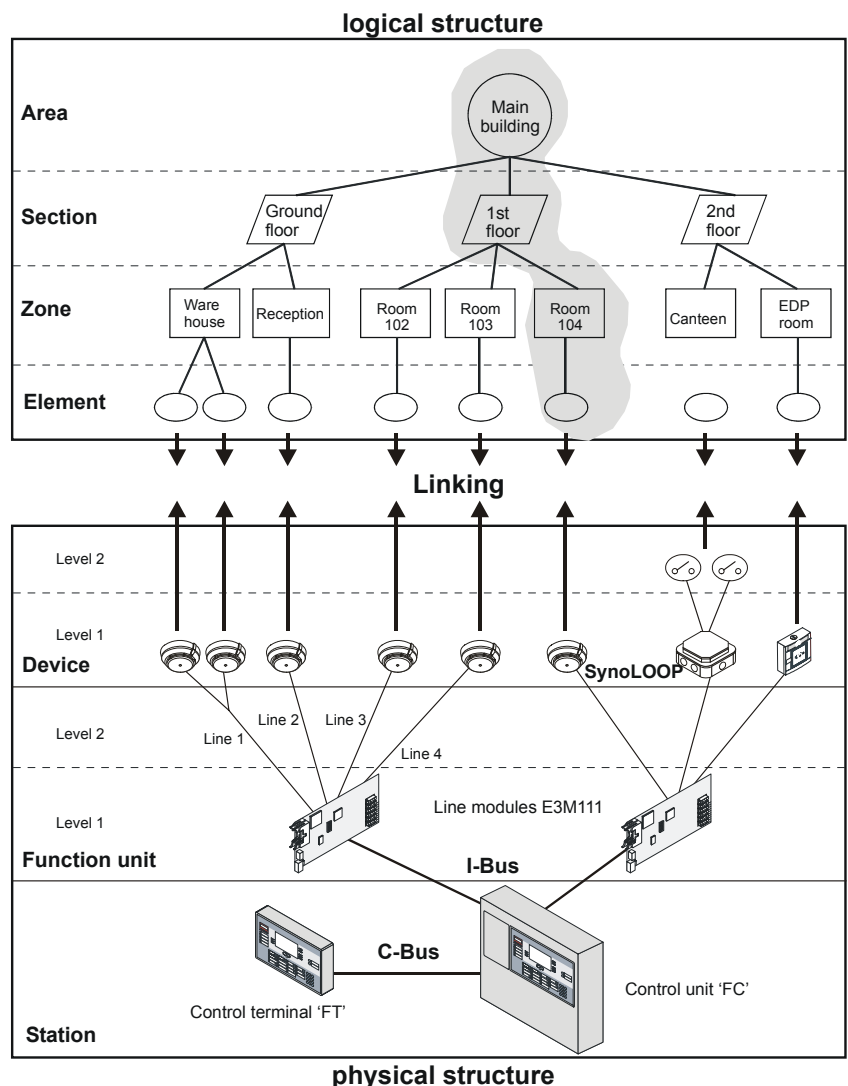 logical structure
Area
Main
building
Section
Ground
floor
1st
floor
2nd
floor
Zone
Ware
house
Reception
Room
102
Room
103
Room
104
Canteen
EDP
room
Element
Linking
Level 2
Level 1
Device
SynoLOOP
Level 2
Line 1
Line 2
Line 3
Line 4
Level 1
Line modules E3M111
Function unit
I-Bus
C-Bus
Control terminal ‘FT’
Control unit ‘FC’
Station
physical structure